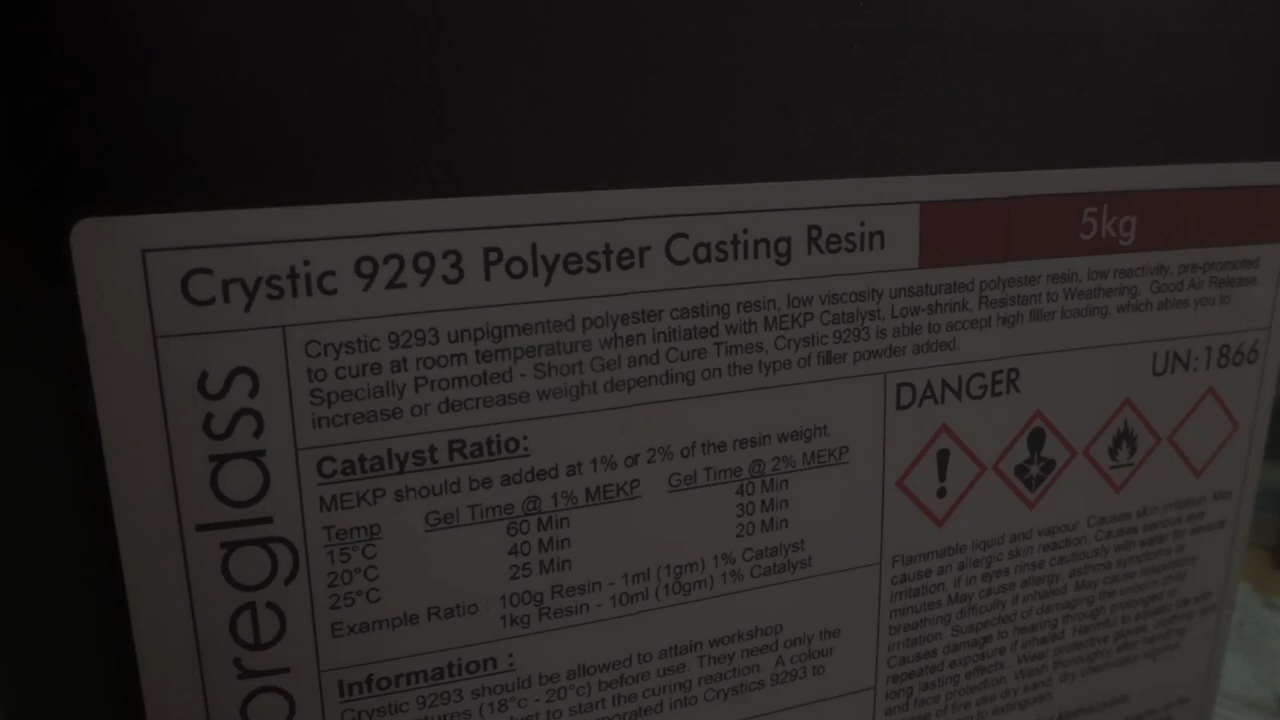 Crystic 9293 Polyester Casting Resin
5kg
Crystic 9293 unpigmented polyester casting resin, low viscosity unsaturated polyester resin, low reactivity, pre-promoted
to cure at room temperature when initiated with MEKP Catalyst, Low-shrink, Resistant to Weathering, Good Air Release,
Specially Promoted - Short Gel and Cure Times, Crystic 9293 is able to accept high filler loading, which ables you to
increase or decrease weight depending on the type of filler powder added.
reglass
Catalyst Ratio:
MEKP should be added at 1% or 2% of the resin weight.
Temp Gel Time @ 1% MEKP Gel Time @ 2% MEKP
15°C 60 Min 40 Min
20°C 40 Min 30 Min
25°C 25 Min 20 Min
Example Ratio : 100g Resin - 1ml (1gm) 1% Catalyst
1kg Resin - 10ml (10gm) 1% Catalyst
Information :
Crystic 9293 should be allowed to attain workshop
(18°c - 20°c) before use. They need only the
to start the curing reaction. A colour
into Crystics 9293 to
DANGER
UN:1866
Flammable liquid and vapour. Causes skin irritation. May
cause an allergic skin reaction. Causes serious eye
irritation, if in eyes rinse cautiously with water for several
minutes. May cause allergy, asthma symptoms or
breathing difficulty if inhaled. May cause respiratory
irritation. Suspected of damaging the unborn child.
Causes damage to hearing through prolonged or
repeated exposure if inhaled. Harmful to aquatic life with
long lasting effects. Wear protective gloves, clothing
and face protection. Wash thoroughly after handling.
of fire use dry sand, dry chemical
to extinguish.